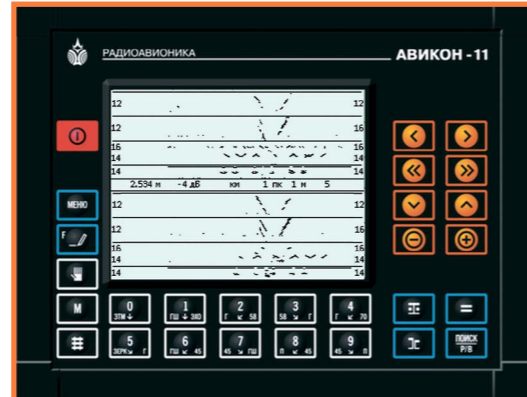 РАДИОАВИОНИКА
АВИКОН -11
12 12
12 16
16 16
14 14
14 14
2.534 м -4 дБ км 1 пк 1 м 5
12 12
12 16
16 16
14 14
14 14
МЕНЮ
F
М
0
ЗТМ ↓
1
ПШ ↓ ЗХО
2
Г ↙ 58
3
58 ↘ Г
4
Г ↙ 70
5
ЗЕРК↘ Г
6
ПШ ↙ 45
7
45 ↘ ПШ
8
П ↙ 45
9
45 ↘ П
=
ПОИСК
Р/В